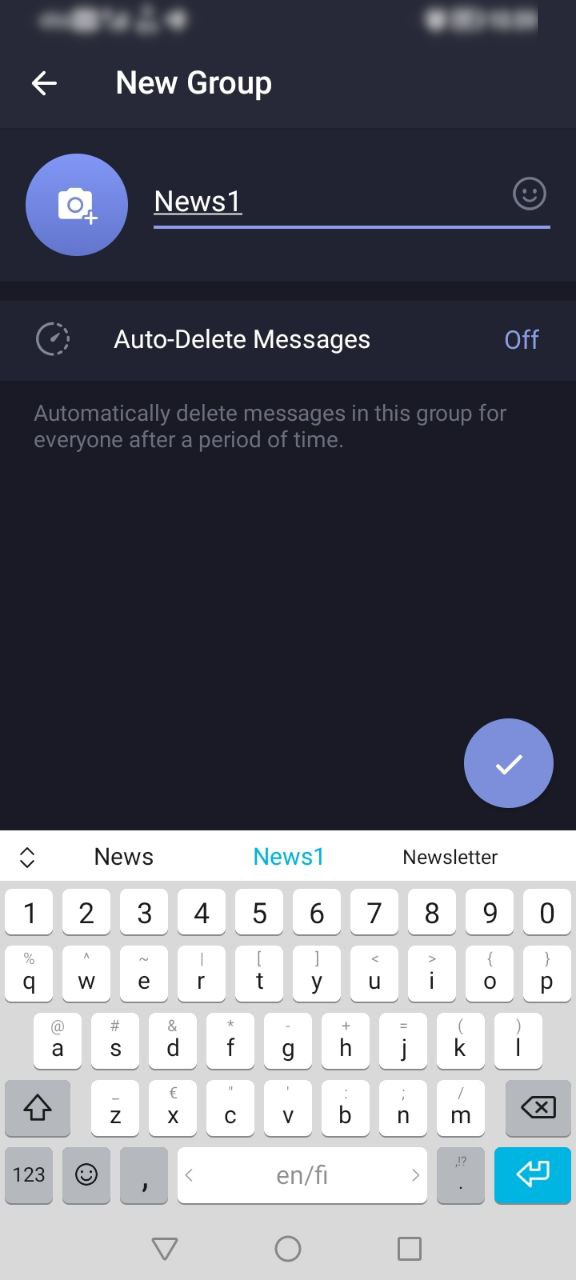 New Group
News1
Auto-Delete Messages Off
Automatically delete messages in this group for
everyone after a period of time.
News News1 Newsletter
1 2 3 4 5 6 7 8 9 0
% ^ ~ | [ ] < > { }
q w e r t y u i o p
@ # & * - + = ( )
a s d f g h j k l
_ € " ' : ; /
z x c v b n m
,!?
123 , < en/fi > .